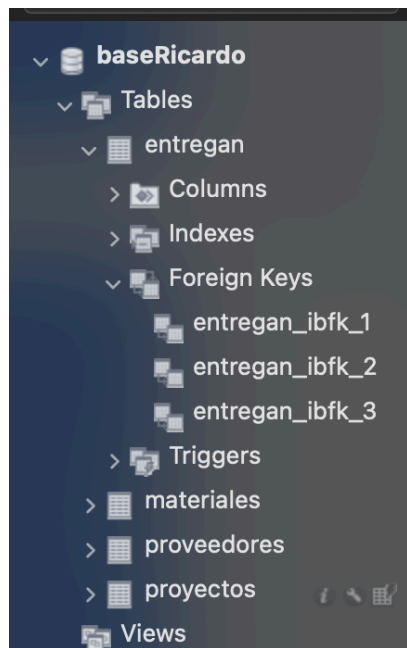 baseRicardo
Tables
entregan
Columns
Indexes
Foreign Keys
entregan_ibfk_1
entregan_ibfk_2
entregan_ibfk_3
Triggers
materiales
proveedores
proyectos
Views